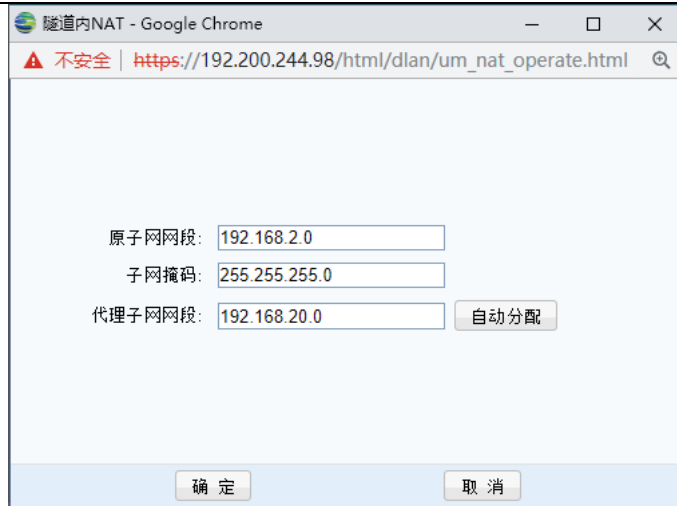 隧道内NAT - Google Chrome
不安全 | https://192.200.244.98/html/dlan/um_nat_operate.html
原子网网段: 192.168.2.0
子网掩码: 255.255.255.0
代理子网网段: 192.168.20.0 自动分配
确 定 取 消